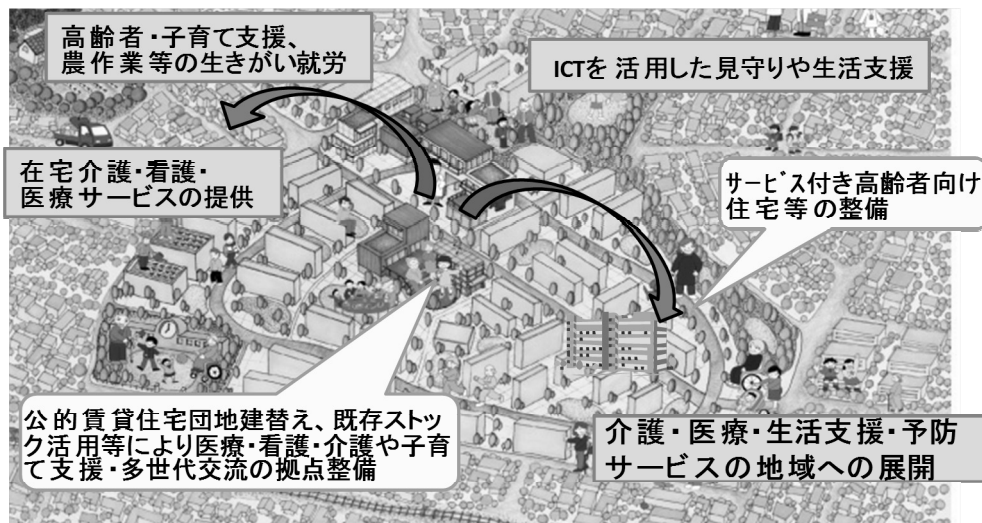 高齢者・子育て支援、
農作業等の生きがい就労
ICTを活用した見守りや生活支援
在宅介護・看護・
医療サービスの提供
サービス付き高齢者向け
住宅等の整備
公的賃貸住宅団地建替え、既存ストッ
ク活用等により医療・看護・介護や子育
て支援・多世代交流の拠点整備
介護・医療・生活支援・予防
サービスの地域への展開